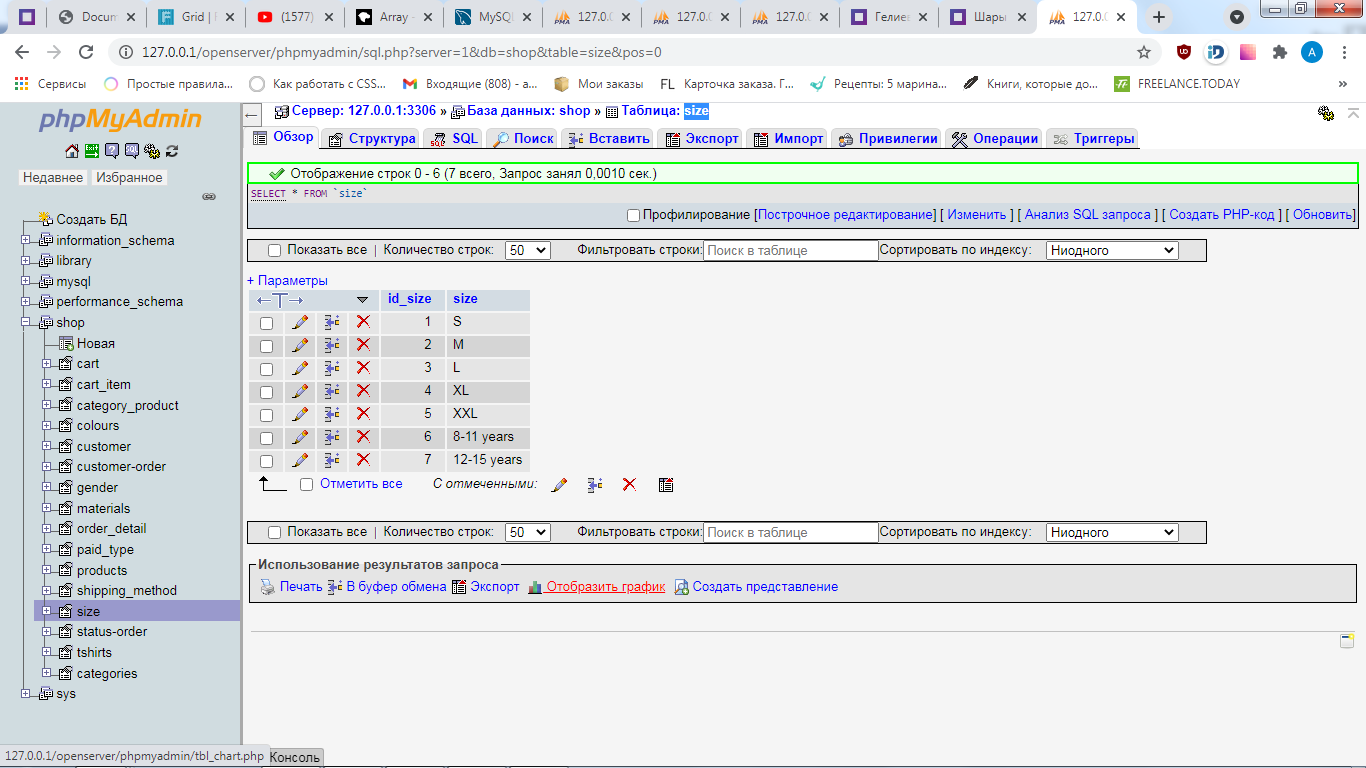 Docum
Grid | F
(1577)
Array -
MySQL
127.0.0
127.0.0
127.0.0
Гелиев
Шары
127.0.
127.0.0.1/openserver/phpmyadmin/sql.php?server=1&db=shop&table=size&pos=0
Сервисы
Простые правила...
Как работать с CSS...
Входящие (808) - a...
Мои заказы
FL Карточка заказа. Г...
Рецепты: 5 марина...
Книги, которые до...
FREELANCE.TODAY
»
phpMyAdmin
Недавнее Избранное
Создать БД
information_schema
library
mysql
performance_schema
shop
Новая
cart
cart_item
category_product
colours
customer
customer-order
gender
materials
order_detail
paid_type
products
shipping_method
size
status-order
tshirts
categories
sys
127.0.0.1/openserver/phpmyadmin/tbl_chart.php
Сервер: 127.0.0.1:3306 » База данных: shop » Таблица: size
Обзор Структура SQL Поиск Вставить Экспорт Импорт Привилегии Операции Триггеры
Отображение строк 0 - 6 (7 всего, Запрос занял 0,0010 сек.)
SELECT * FROM `size`
Профилирование [Построчное редактирование] [ Изменить ] [ Анализ SQL запроса ] [ Создать PHP-код ] [ Обновить]
Показать все | Количество строк: 50 Фильтровать строки: Поиск в таблице Сортировать по индексу: Ниодного
+ Параметры
id_size size
1 S
2 M
3 L
4 XL
5 XXL
6 8-11 years
7 12-15 years
Отметить все С отмеченными:
Показать все | Количество строк: 50 Фильтровать строки: Поиск в таблице Сортировать по индексу: Ниодного
Использование результатов запроса
Печать В буфер обмена Экспорт Отобразить график Создать представление
Консоль